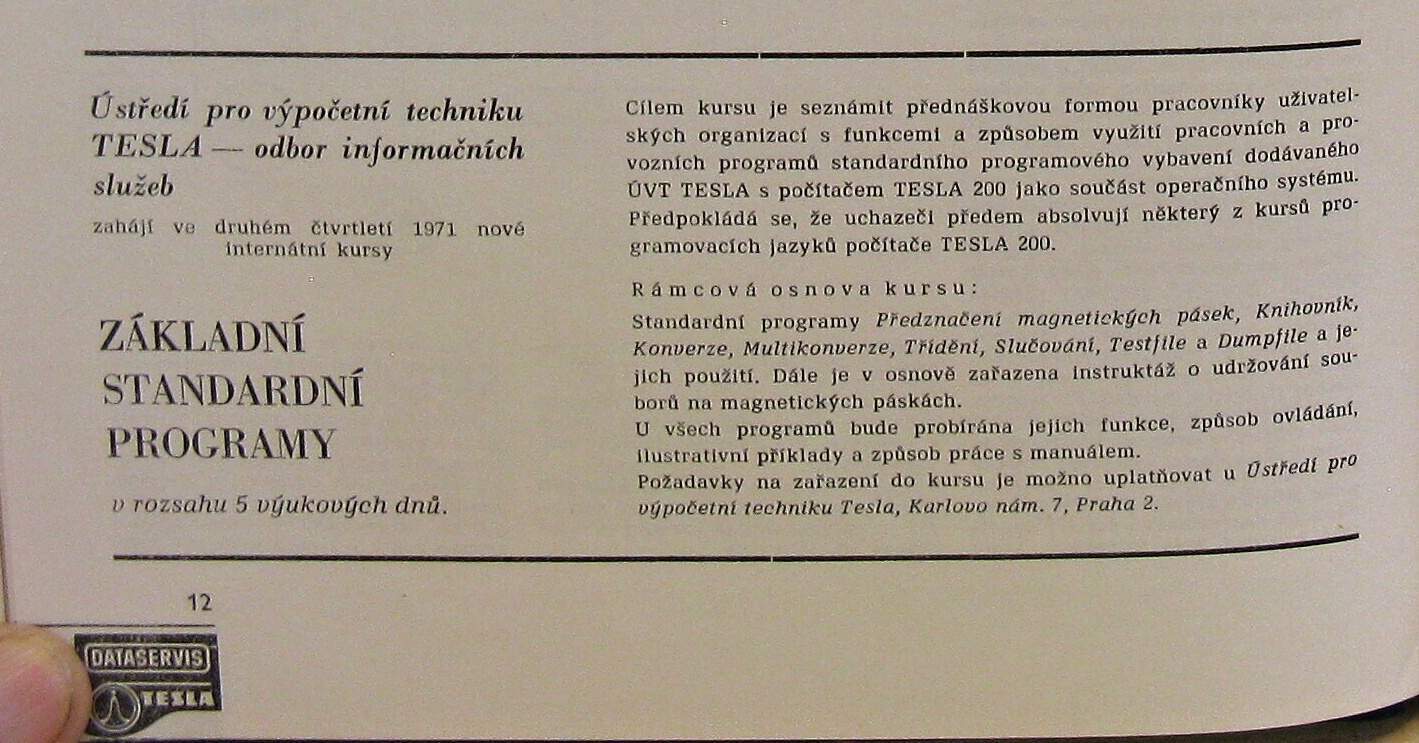 Ústředí pro výpočetní techniku
TESLA — odbor informačních
služeb
zahájí ve druhém čtvrtletí 1971 nové
internátní kursy
ZÁKLADNÍ
STANDARDNÍ
PROGRAMY
v rozsahu 5 výukových dnů.
Cílem kursu je seznámit přednáškovou formou pracovníky uživatel-
ských organizací s funkcemi a způsobem využití pracovních a pro-
vozních programů standardního programového vybavení dodávaného
ÚVT TESLA s počítačem TESLA 200 jako součást operačního systému.
Předpokládá se, že uchazeči předem absolvují některý z kursů pro-
gramovacích jazyků počítače TESLA 200.
Rámcová osnova kursu:
Standardní programy Předznačení magnetických pásek, Knihovník,
Konverze, Multikonverze, Třídění, Slučování, Testfile a Dumpfile a je-
jich použití. Dále je v osnově zařazena instruktáž o udržování sou-
borů na magnetických páskách.
U všech programů bude probírána jejich funkce, způsob ovládání,
ilustrativní příklady a způsob práce s manuálem.
Požadavky na zařazení do kursu je možno uplatňovat u Ústředí pro
výpočetní techniku Tesla, Karlovo nám. 7, Praha 2.
12
DATASERVIS
TESLA